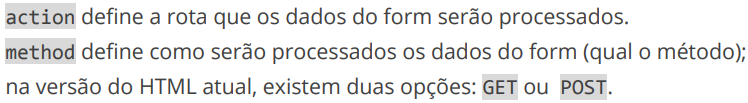 action define a rota que os dados do form serão processados.
method define como serão processados os dados do form (qual o método);
na versão do HTML atual, existem duas opções: GET ou POST.